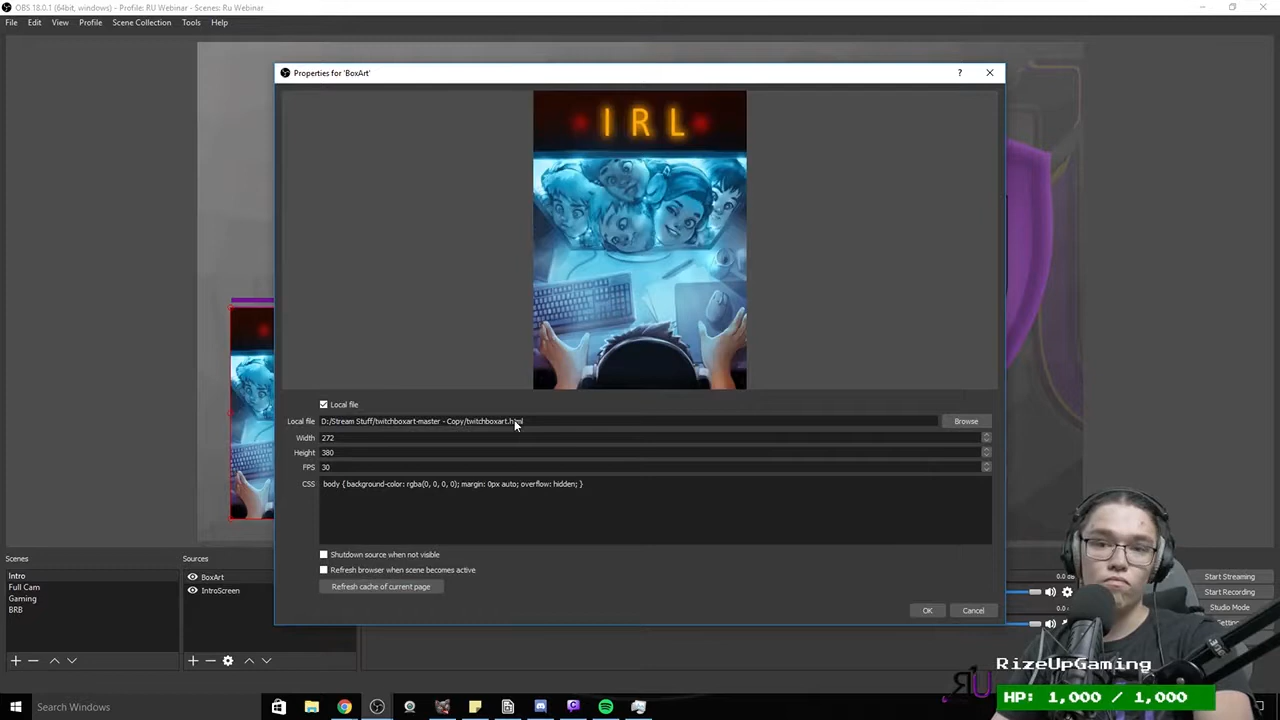 OBS 18.0.1 (64bit, windows) - Profile: RU Webinar - Scenes: RU Webinar
File Edit View Profile Scene Collection Tools Help
Properties for 'BoxArt'
?
IRL
Local file
Local file D:/Stream Stuff/twitchboxart-master - Copy/twitchboxart.html Browse
Width 272
Height 380
FPS 30
CSS body { background-color: rgba(0, 0, 0, 0); margin: 0px auto; overflow: hidden; }
Shutdown source when not visible
Refresh browser when scene becomes active
Refresh cache of current page
OK Cancel
Scenes
Intro
Full Cam
Gaming
BRB
Sources
BoxArt
IntroScreen
0.0 dB
Start Streaming
Start Recording
Studio Mode
RizeUpGaming
HP: 1,000 / 1,000
RU
Search Windows